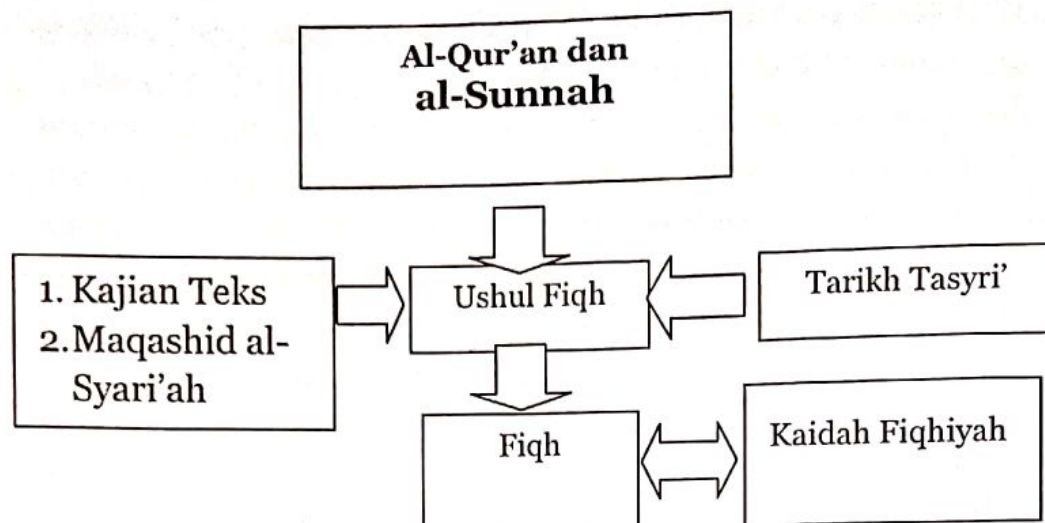 Al-Qur'an dan
al-Sunnah
1. Kajian Teks
2. Maqashid al-
Syari'ah
Ushul Fiqh
Tarikh Tasyri'
Fiqh
Kaidah Fiqhiyah